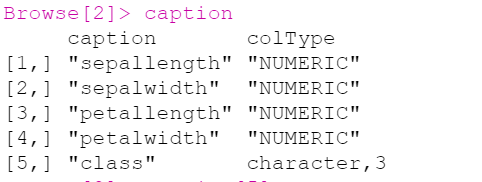 Browse[2]> caption
caption colType
[1,] "sepallength" "NUMERIC"
[2,] "sepalwidth" "NUMERIC"
[3,] "petallength" "NUMERIC"
[4,] "petalwidth" "NUMERIC"
[5,] "class" character,3